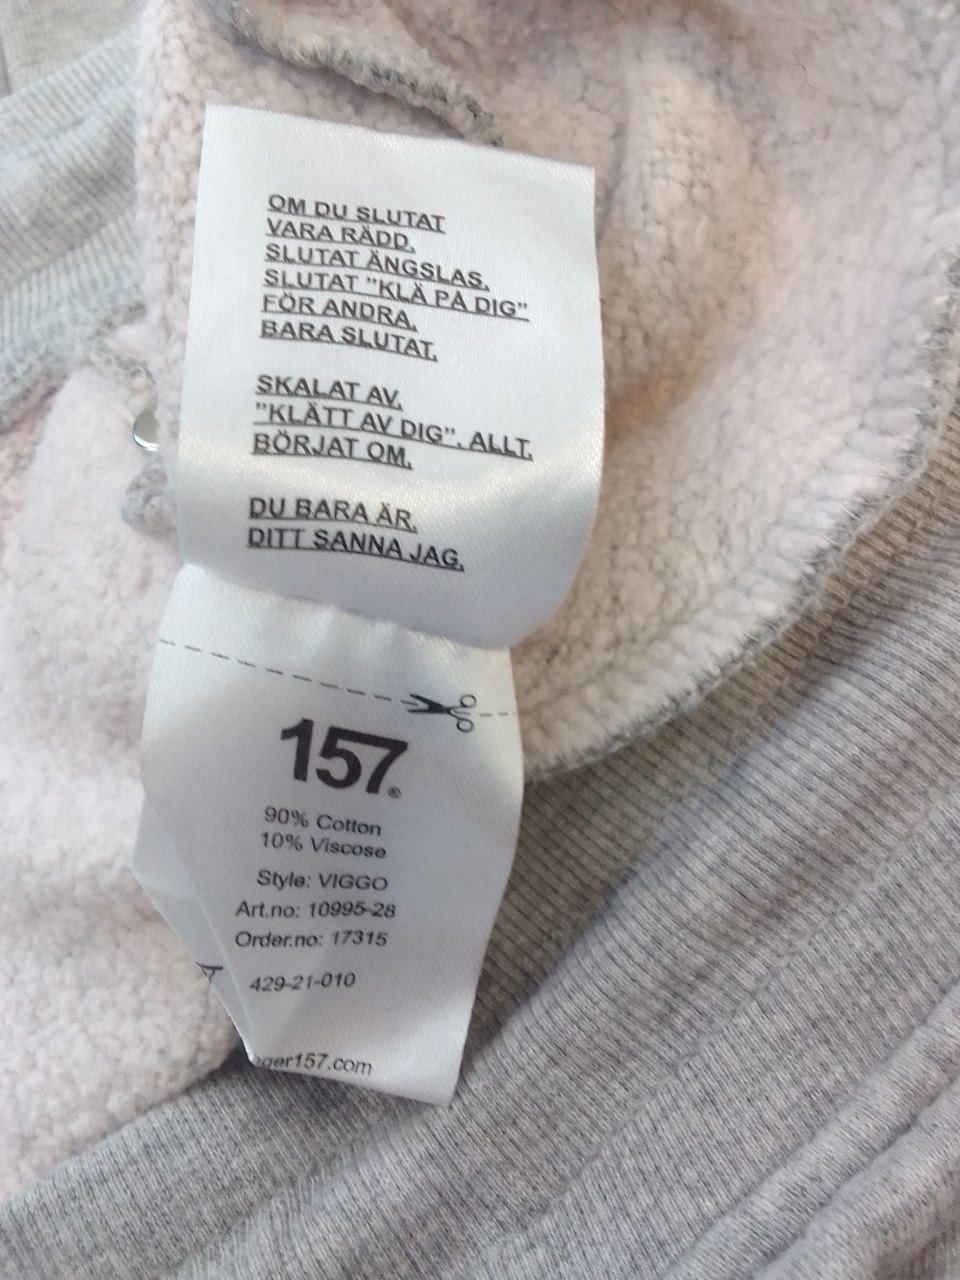 OM DU SLUTAT
VARA RÄDD.
SLUTAT ÄNGSLAS.
SLUTAT "KLÄ PÅ DIG"
FÖR ANDRA.
BARA SLUTAT.
SKALAT AV.
"KLÄTT AV DIG". ALLT.
BÖRJAT OM.
DU BARA ÄR.
DITT SANNA JAG.
157®
90% Cotton
10% Viscose
Style: VIGGO
Art.no: 10995-28
Order.no: 17315
429-21-010
ager157.com